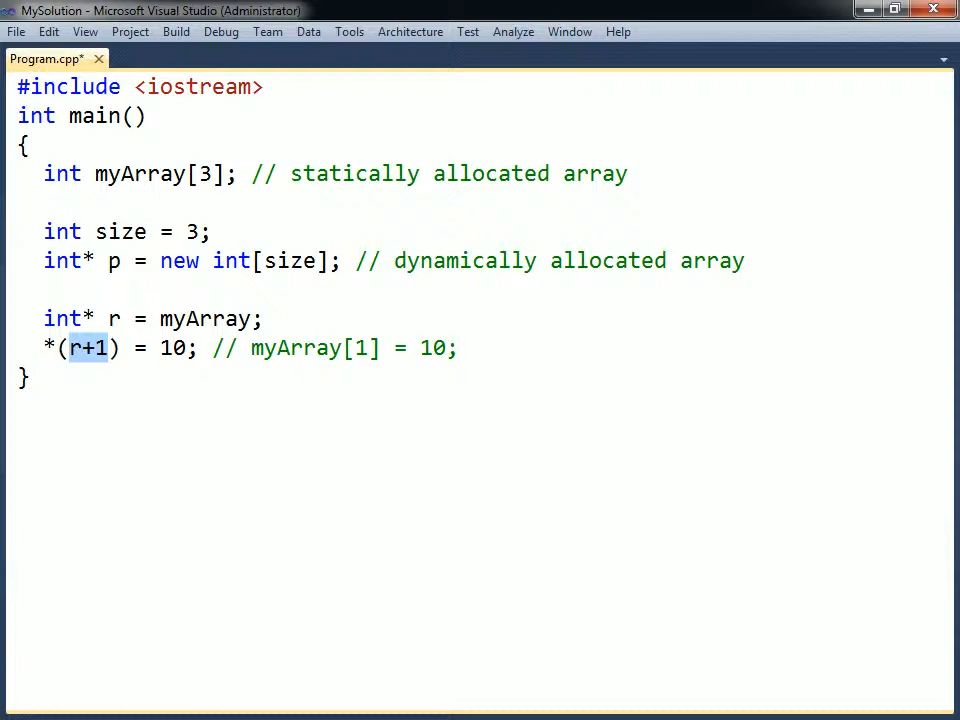 MySolution - Microsoft Visual Studio (Administrator)
File Edit View Project Build Debug Team Data Tools Architecture Test Analyze Window Help
Program.cpp*
#include <iostream>
int main()
{
int myArray[3]; // statically allocated array
int size = 3;
int* p = new int[size]; // dynamically allocated array
int* r = myArray;
*(r+1) = 10; // myArray[1] = 10;
}